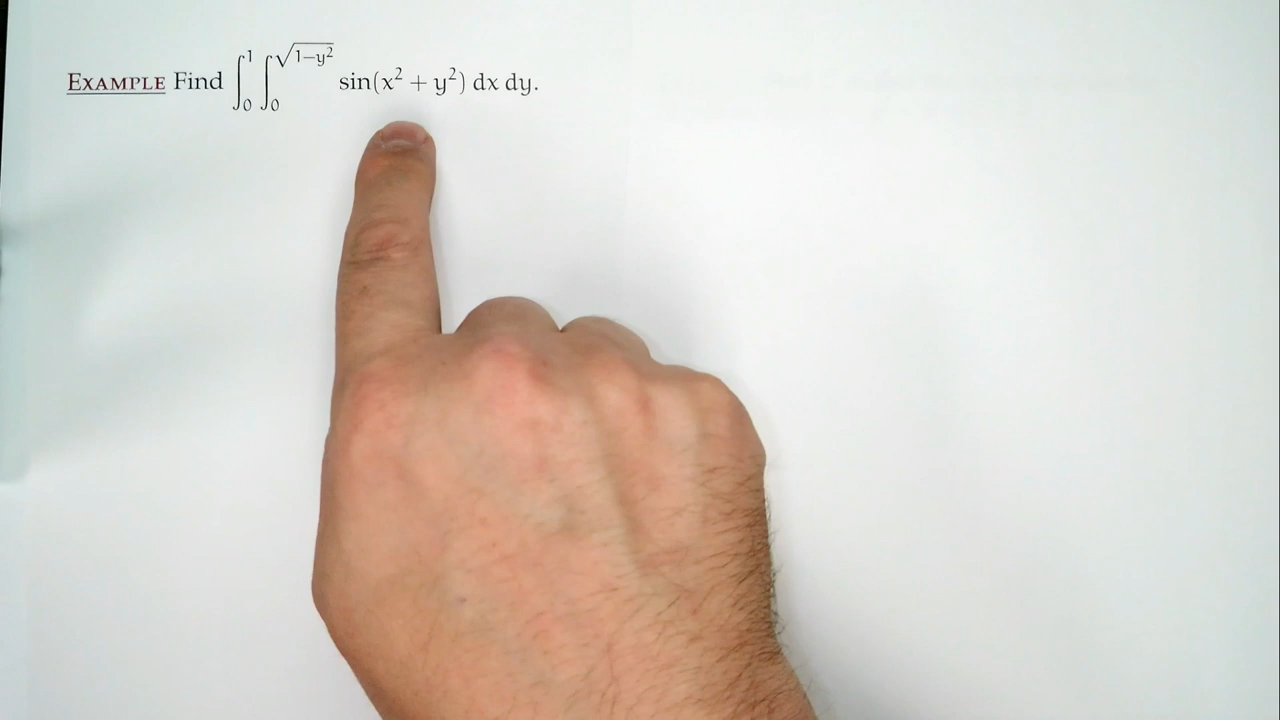 EXAMPLE Find ∫₀¹ ∫₀^√(1−y²) sin(x² + y²) dx dy.